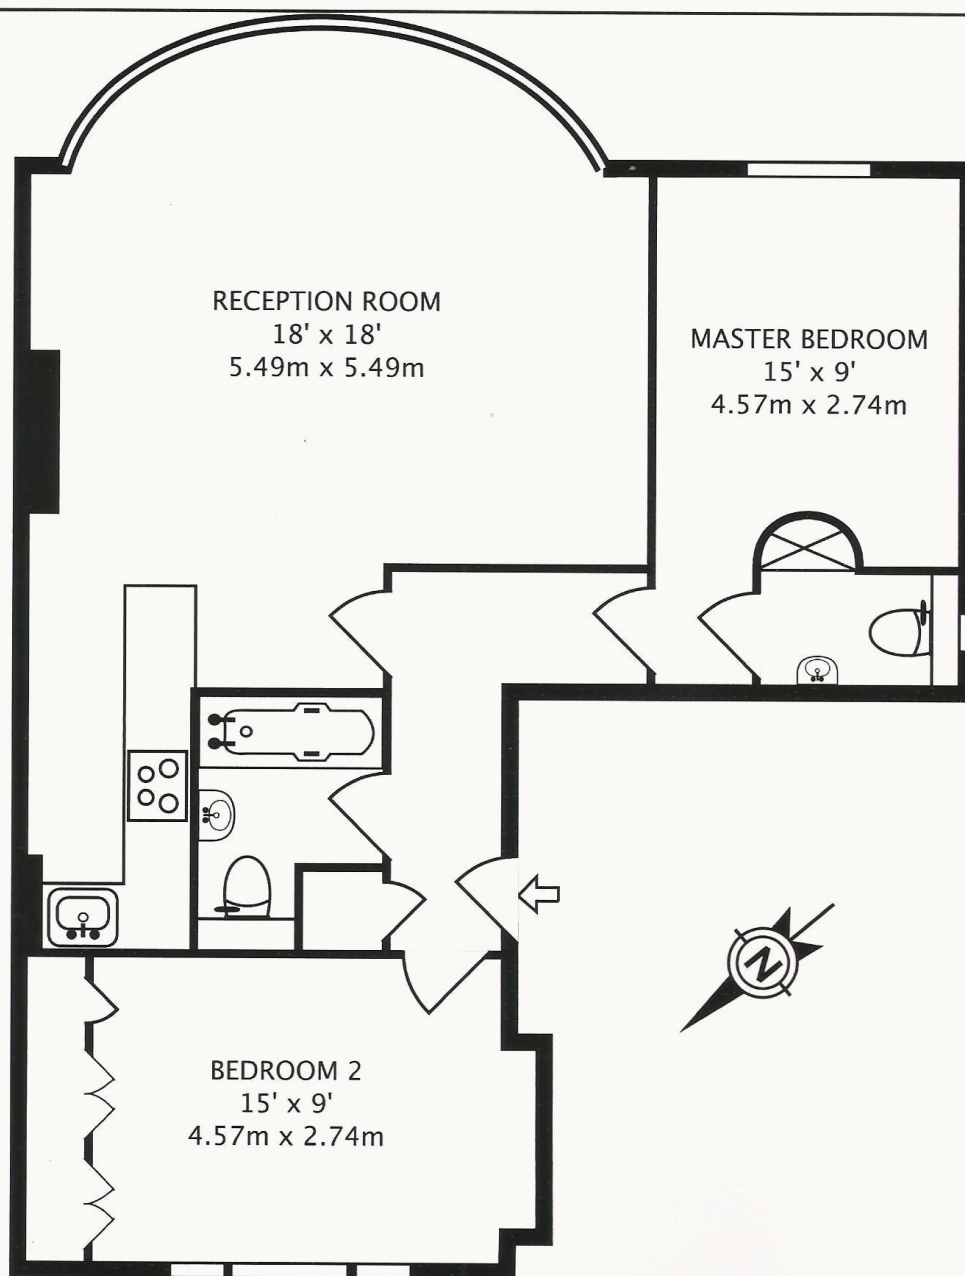 RECEPTION ROOM
18' x 18'
5.49m x 5.49m
MASTER BEDROOM
15' x 9'
4.57m x 2.74m
N
BEDROOM 2
15' x 9'
4.57m x 2.74m